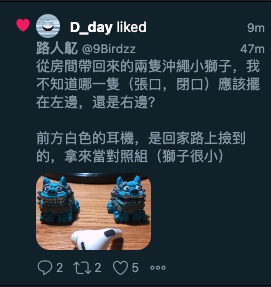 D_day liked 9m
路人魟 @9Birdzz 47m
從房間帶回來的兩隻沖繩小獅子，我
不知道哪一隻（張口，閉口）應該擺
在左邊，還是右邊?
前方白色的耳機，是回家路上撿到
的，拿來當對照組（獅子很小）
2 2 5